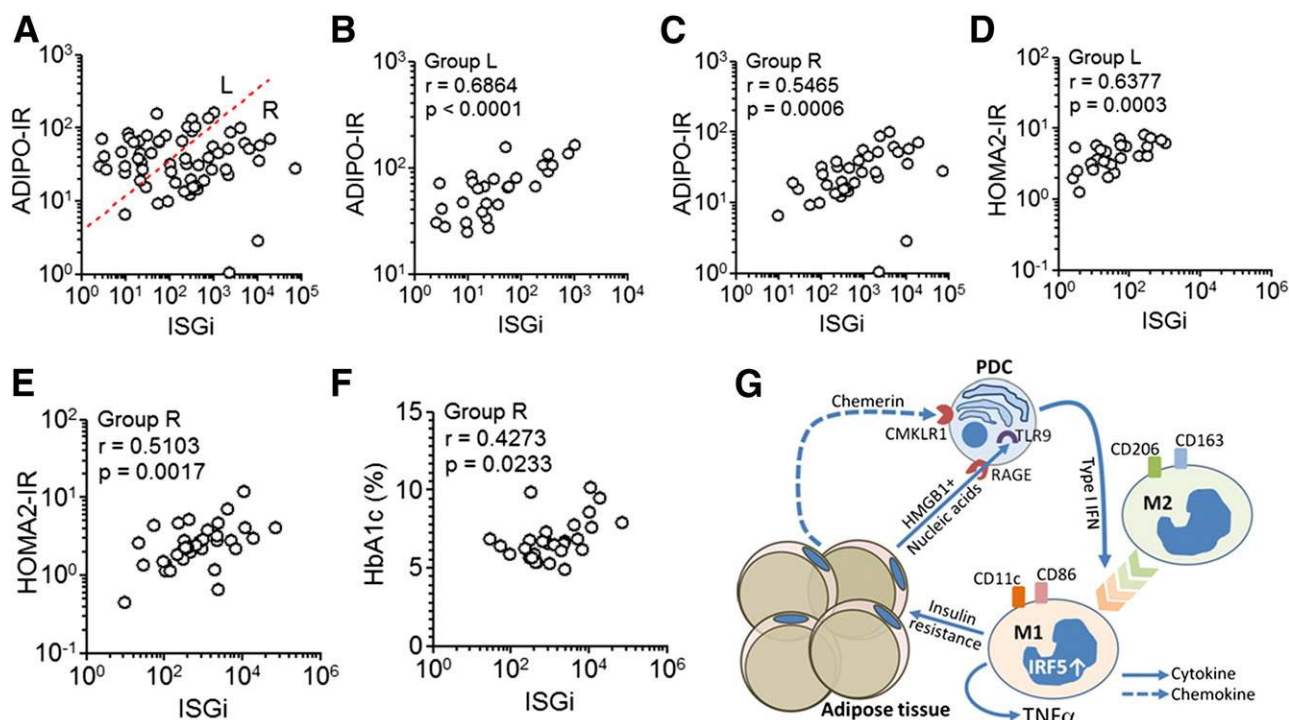 A
10³
10²
10¹
10⁰
ADIPO-IR
L
R
10⁰ 10¹ 10² 10³ 10⁴ 10⁵
ISGi
B
Group L
r = 0.6864
p < 0.0001
10³
10²
10¹
ADIPO-IR
10⁰ 10¹ 10² 10³ 10⁴
ISGi
C
Group R
r = 0.5465
p = 0.0006
10³
10²
10¹
10⁰
ADIPO-IR
10⁰ 10¹ 10² 10³ 10⁴ 10⁵
ISGi
D
Group L
r = 0.6377
p = 0.0003
10²
10¹
10⁰
10⁻¹
HOMA2-IR
10⁰ 10² 10⁴ 10⁶
ISGi
E
Group R
r = 0.5103
p = 0.0017
10²
10¹
10⁰
10⁻¹
HOMA2-IR
10⁰ 10² 10⁴ 10⁶
ISGi
F
Group R
r = 0.4273
p = 0.0233
15
10
5
0
HbA1c (%)
10² 10⁴ 10⁶
ISGi
G
PDC
Chemerin
CMKLR1
TLR9
RAGE
HMGB1+
Nucleic acids
Type I IFN
CD206
CD163
M2
CD11c
CD86
M1
IRF5↑
Insulin
resistance
Adipose tissue
TNFα
Cytokine
Chemokine